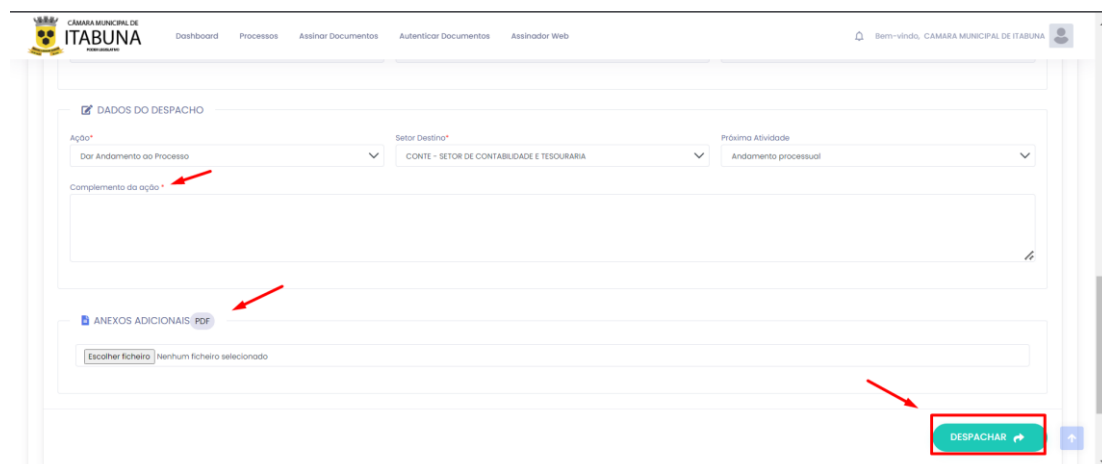 CÂMARA MUNICIPAL DE
ITABUNA
PODER LEGISLATIVO
Dashboard Processos Assinar Documentos Autenticar Documentos Assinador Web
Bem-vindo, CAMARA MUNICIPAL DE ITABUNA
DADOS DO DESPACHO
Ação* Setor Destino* Próxima Atividade
Dar Andamento ao Processo CONTE - SETOR DE CONTABILIDADE E TESOURARIA Andamento processual
Complemento da ação *
ANEXOS ADICIONAIS PDF
Escolher ficheiro Nenhum ficheiro selecionado
DESPACHAR